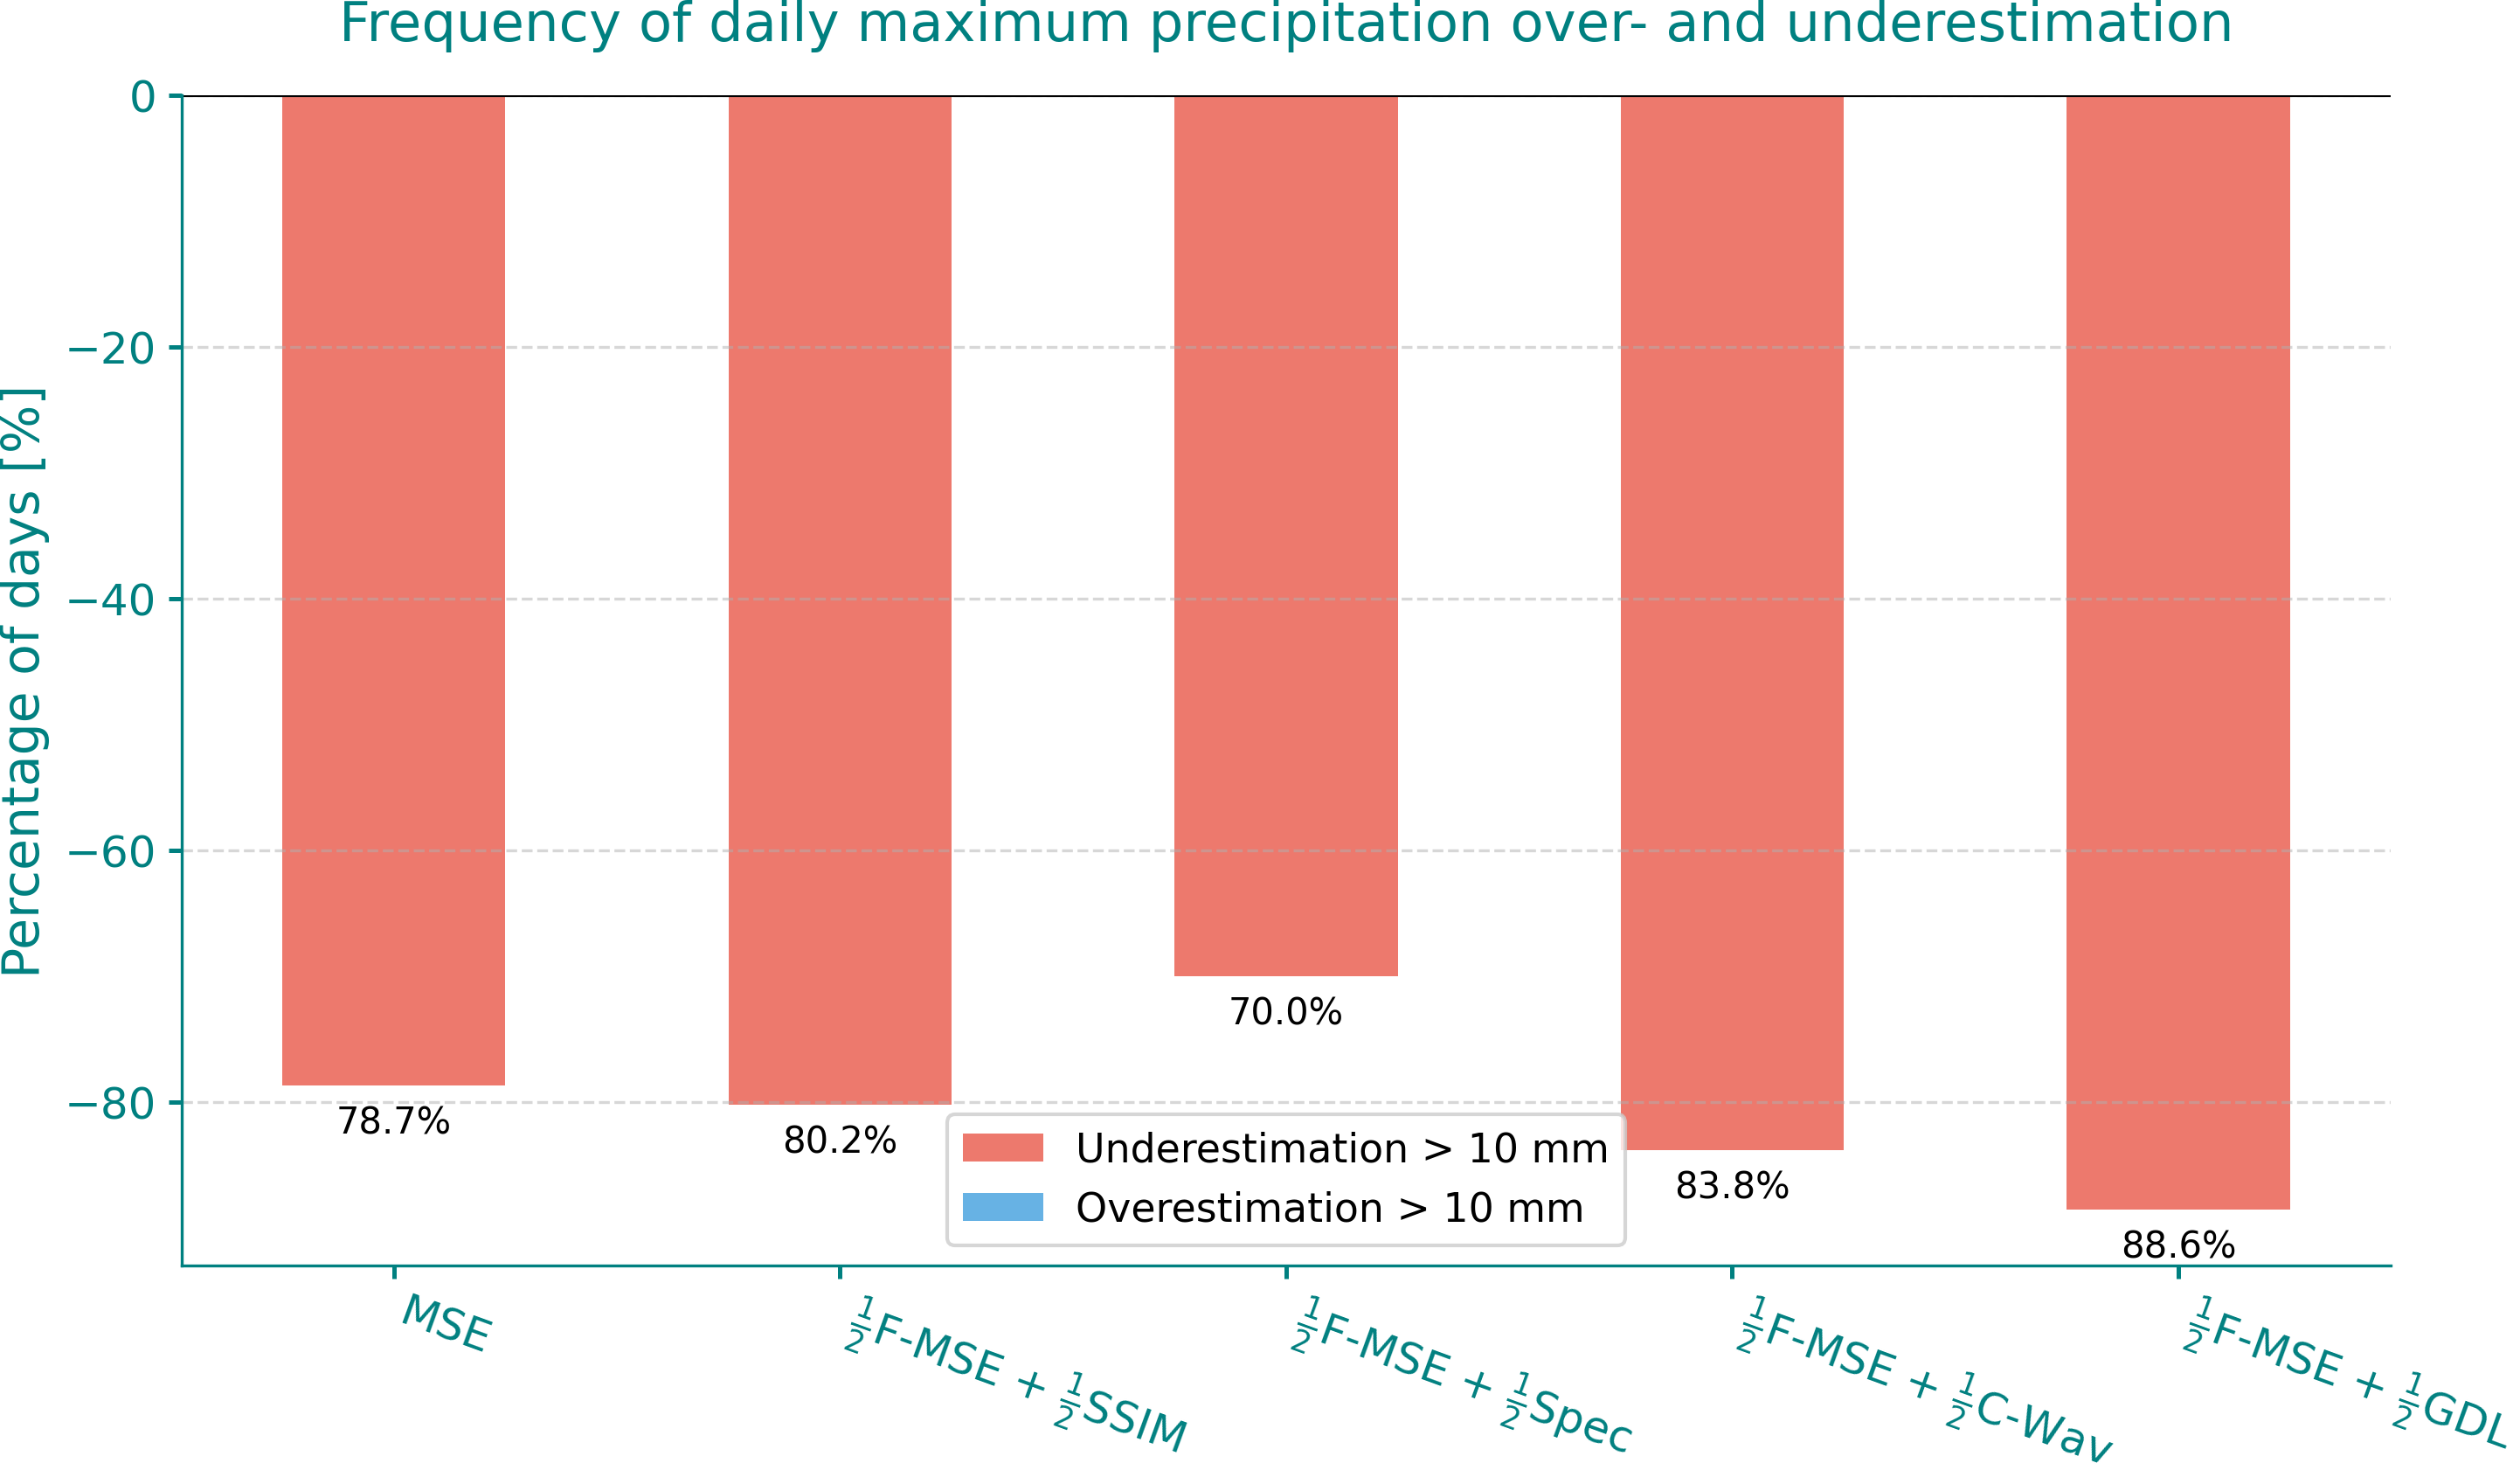 Frequency of daily maximum precipitation over- and underestimation
Percentage of days [%]
0
−20
−40
−60
−80
78.7%
80.2%
70.0%
83.8%
88.6%
Underestimation > 10 mm
Overestimation > 10 mm
MSE
½F-MSE + ½SSIM
½F-MSE + ½Spec
½F-MSE + ½C-Wav
½F-MSE + ½GDL